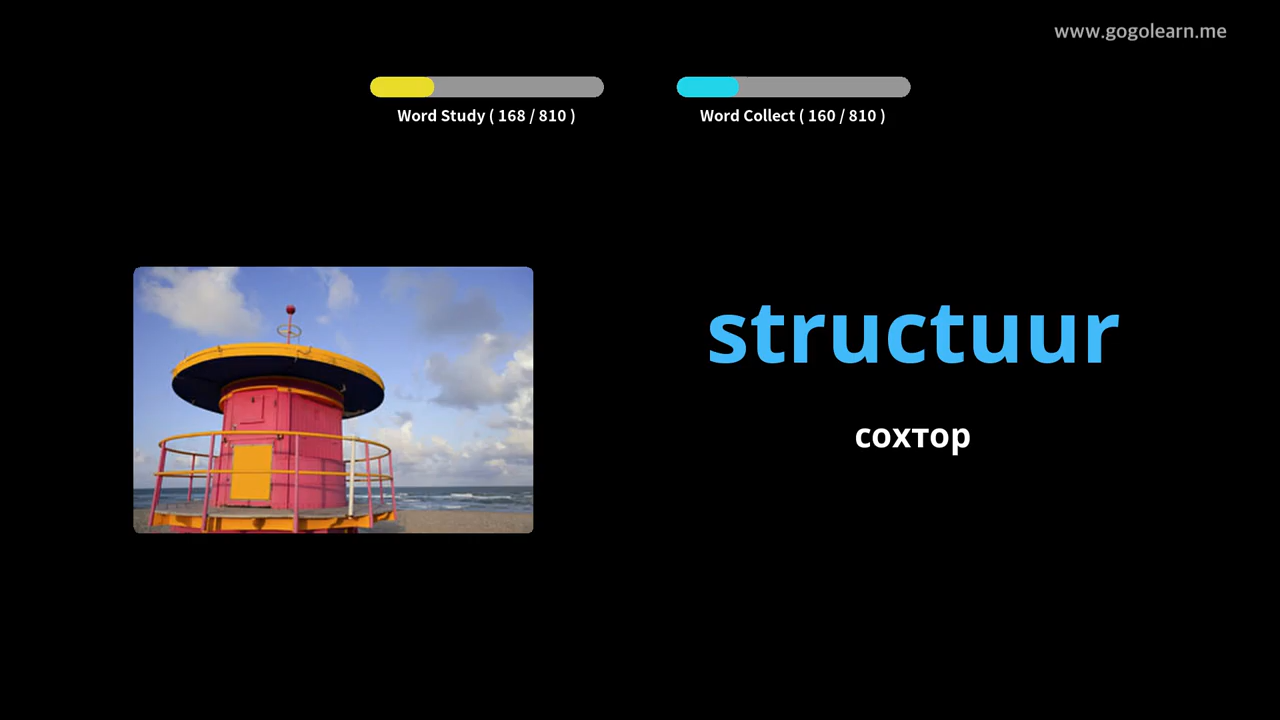 www.gogolearn.me
Word Study ( 168 / 810 )
Word Collect ( 160 / 810 )
structuur
сохтор